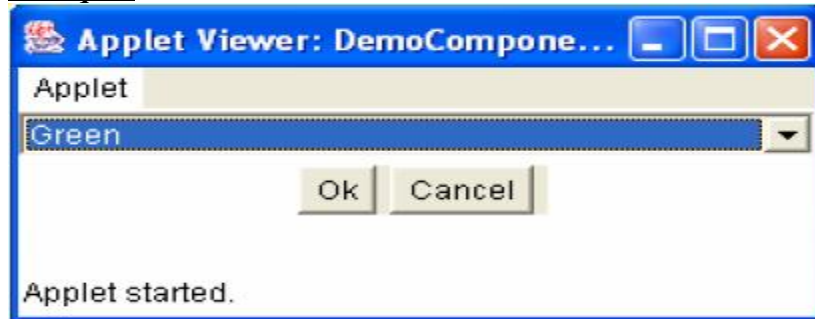 Applet Viewer: DemoCompone...
Applet
Green
Ok Cancel
Applet started.